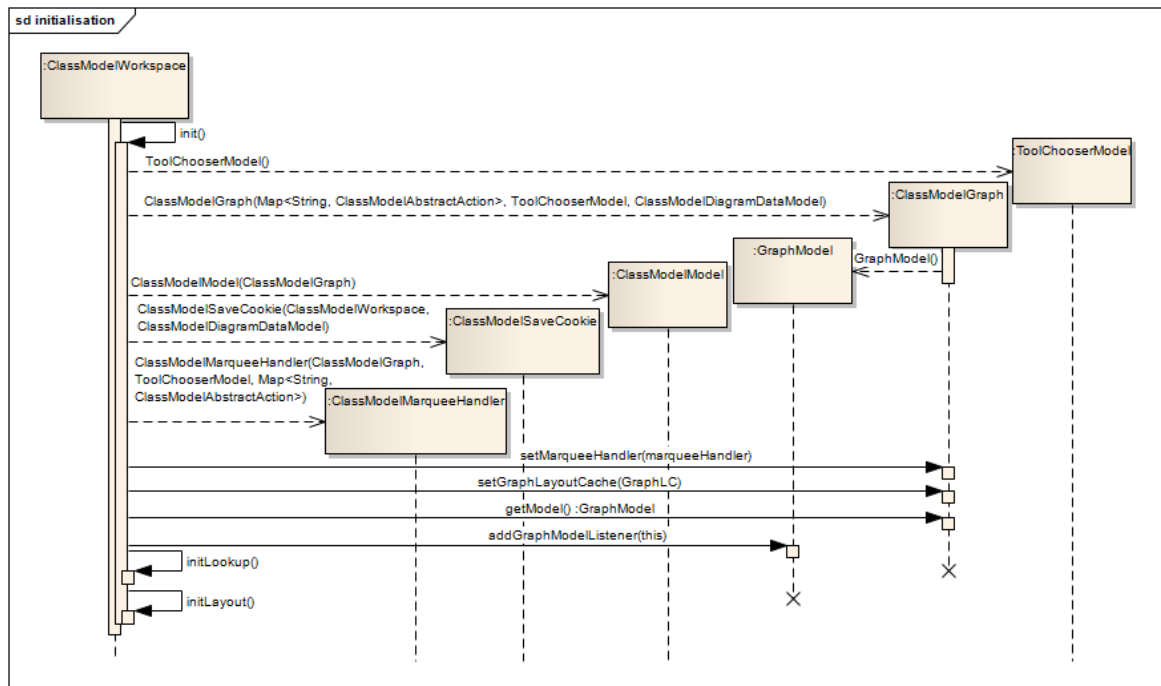 sd initialisation
:ClassModelWorkspace
init()
:ToolChooserModel
ToolChooserModel()
:ClassModelGraph
ClassModelGraph(Map<String, ClassModelAbstractAction>, ToolChooserModel, ClassModelDiagramDataModel)
:GraphModel
GraphModel()
:ClassModelModel
ClassModelModel(ClassModelGraph)
ClassModelSaveCookie(ClassModelWorkspace,
ClassModelDiagramDataModel)
:ClassModelSaveCookie
ClassModelMarqueeHandler(ClassModelGraph,
ToolChooserModel, Map<String,
ClassModelAbstractAction>)
:ClassModelMarqueeHandler
setMarqueeHandler(marqueeHandler)
setGraphLayoutCache(GraphLC)
getModel() :GraphModel
addGraphModelListener(this)
initLookup()
initLayout()